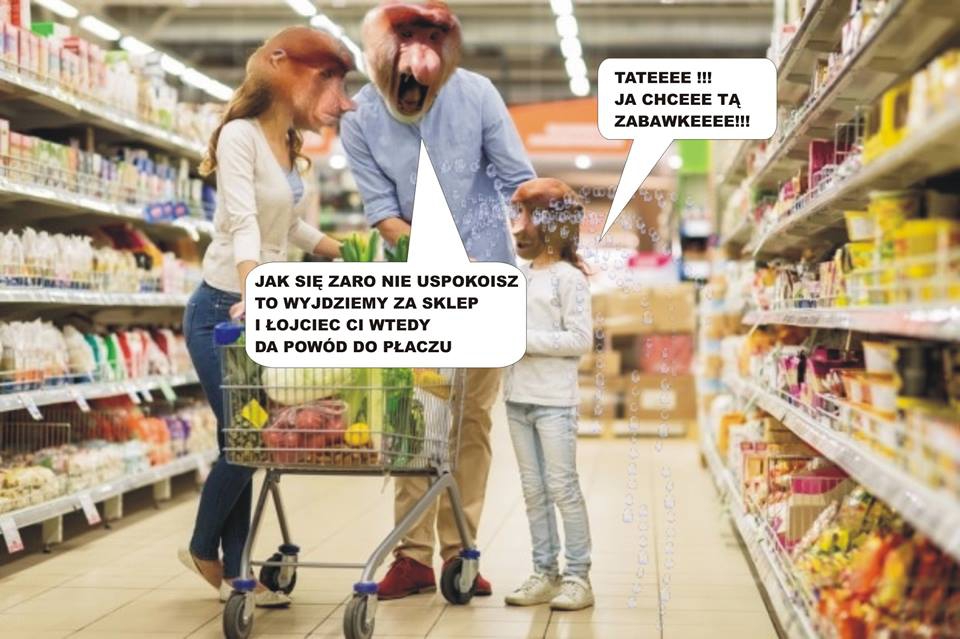 TATEEEE !!!
JA CHCEEE TĄ
ZABAWKEEEE!!!
JAK SIĘ ZARO NIE USPOKOISZ
TO WYJDZIEMY ZA SKLEP
I ŁOJCIEC CI WTEDY
DA POWÓD DO PŁACZU